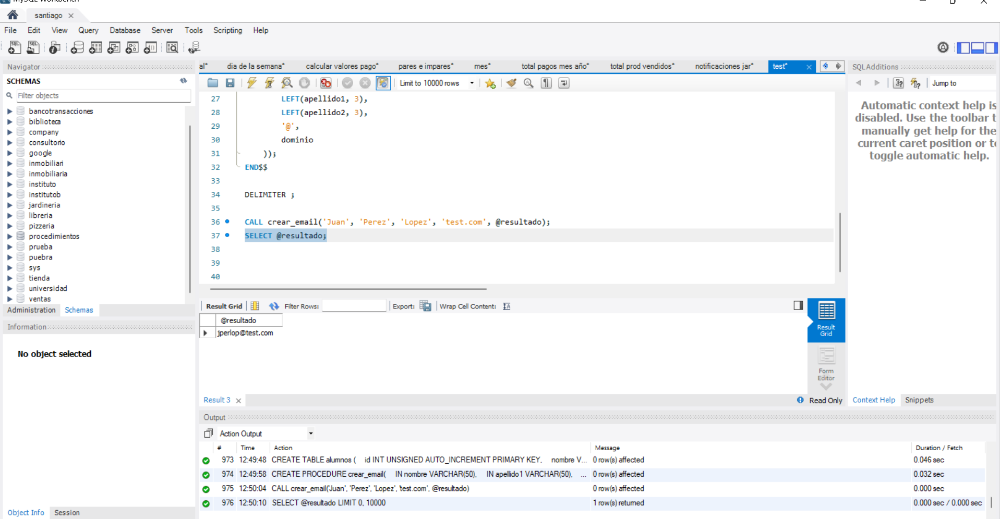 MySQL Workbench
santiago
File Edit View Query Database Server Tools Scripting Help
Navigator
SCHEMAS
Filter objects
bancotransacciones
biblioteca
company
consultorio
google
inmobiliari
inmobiliaria
instituto
institutob
jardineria
libreria
pizzeria
procedimientos
prueba
puebra
sys
tienda
universidad
ventas
Administration Schemas
Information
No object selected
Object Info Session
al* dia de la semana* calcular valores pago* pares e impares* mes* total pagos mes año* total prod vendidos* notificaciones jar* test*
Limit to 10000 rows
27 LEFT(apellido1, 3),
28 LEFT(apellido2, 3),
29 '@',
30 dominio
31 ));
32 END$$
33
34 DELIMITER ;
35
36 CALL crear_email('Juan', 'Perez', 'Lopez', 'test.com', @resultado);
37 SELECT @resultado;
38
39
40
Result Grid Filter Rows: Export: Wrap Cell Content:
@resultado
jperlop@test.com
Result Grid
Form Editor
Result 3
Read Only
SQLAdditions
Jump to
Automatic context help is
disabled. Use the toolbar t
manually get help for the
current caret position or to
toggle automatic help.
Context Help Snippets
Output
Action Output
# Time Action Message Duration / Fetch
973 12:49:48 CREATE TABLE alumnos ( id INT UNSIGNED AUTO_INCREMENT PRIMARY KEY, nombre V... 0 row(s) affected 0.046 sec
974 12:49:58 CREATE PROCEDURE crear_email( IN nombre VARCHAR(50), IN apellido1 VARCHAR(50), ... 0 row(s) affected 0.032 sec
975 12:50:04 CALL crear_email('Juan', 'Perez', 'Lopez', 'test.com', @resultado) 0 row(s) affected 0.000 sec
976 12:50:10 SELECT @resultado LIMIT 0, 10000 1 row(s) returned 0.000 sec / 0.000 sec